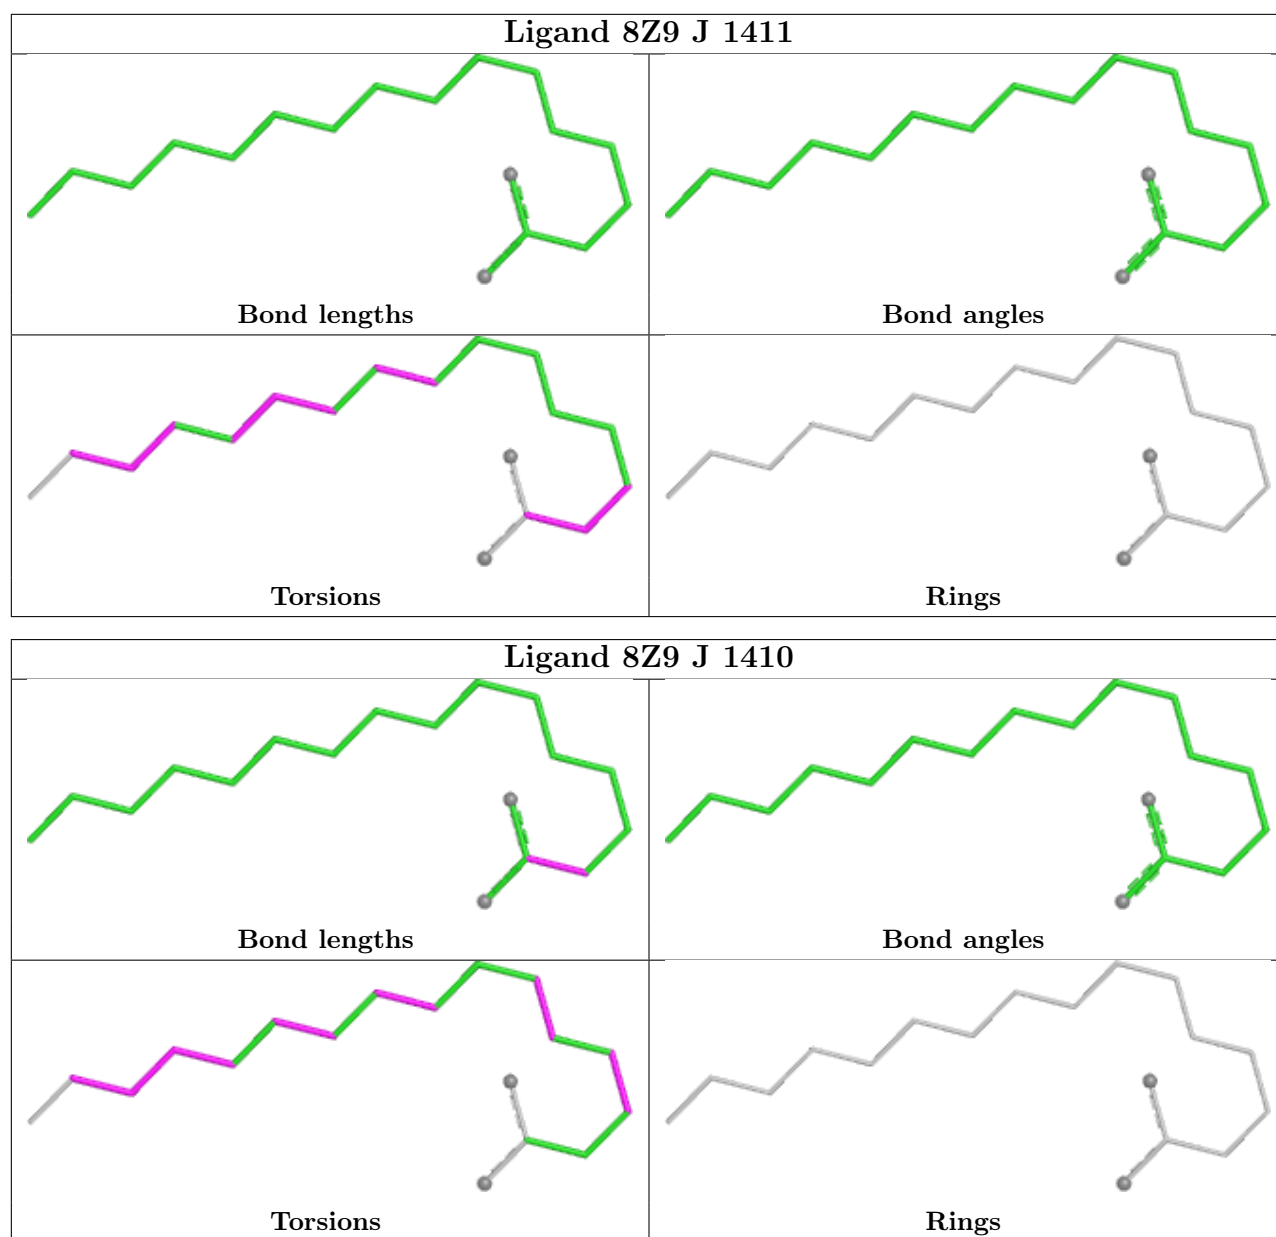 Ligand 8Z9 J 1411
Bond lengths
Bond angles
Torsions
Rings
Ligand 8Z9 J 1410
Bond lengths
Bond angles
Torsions
Rings